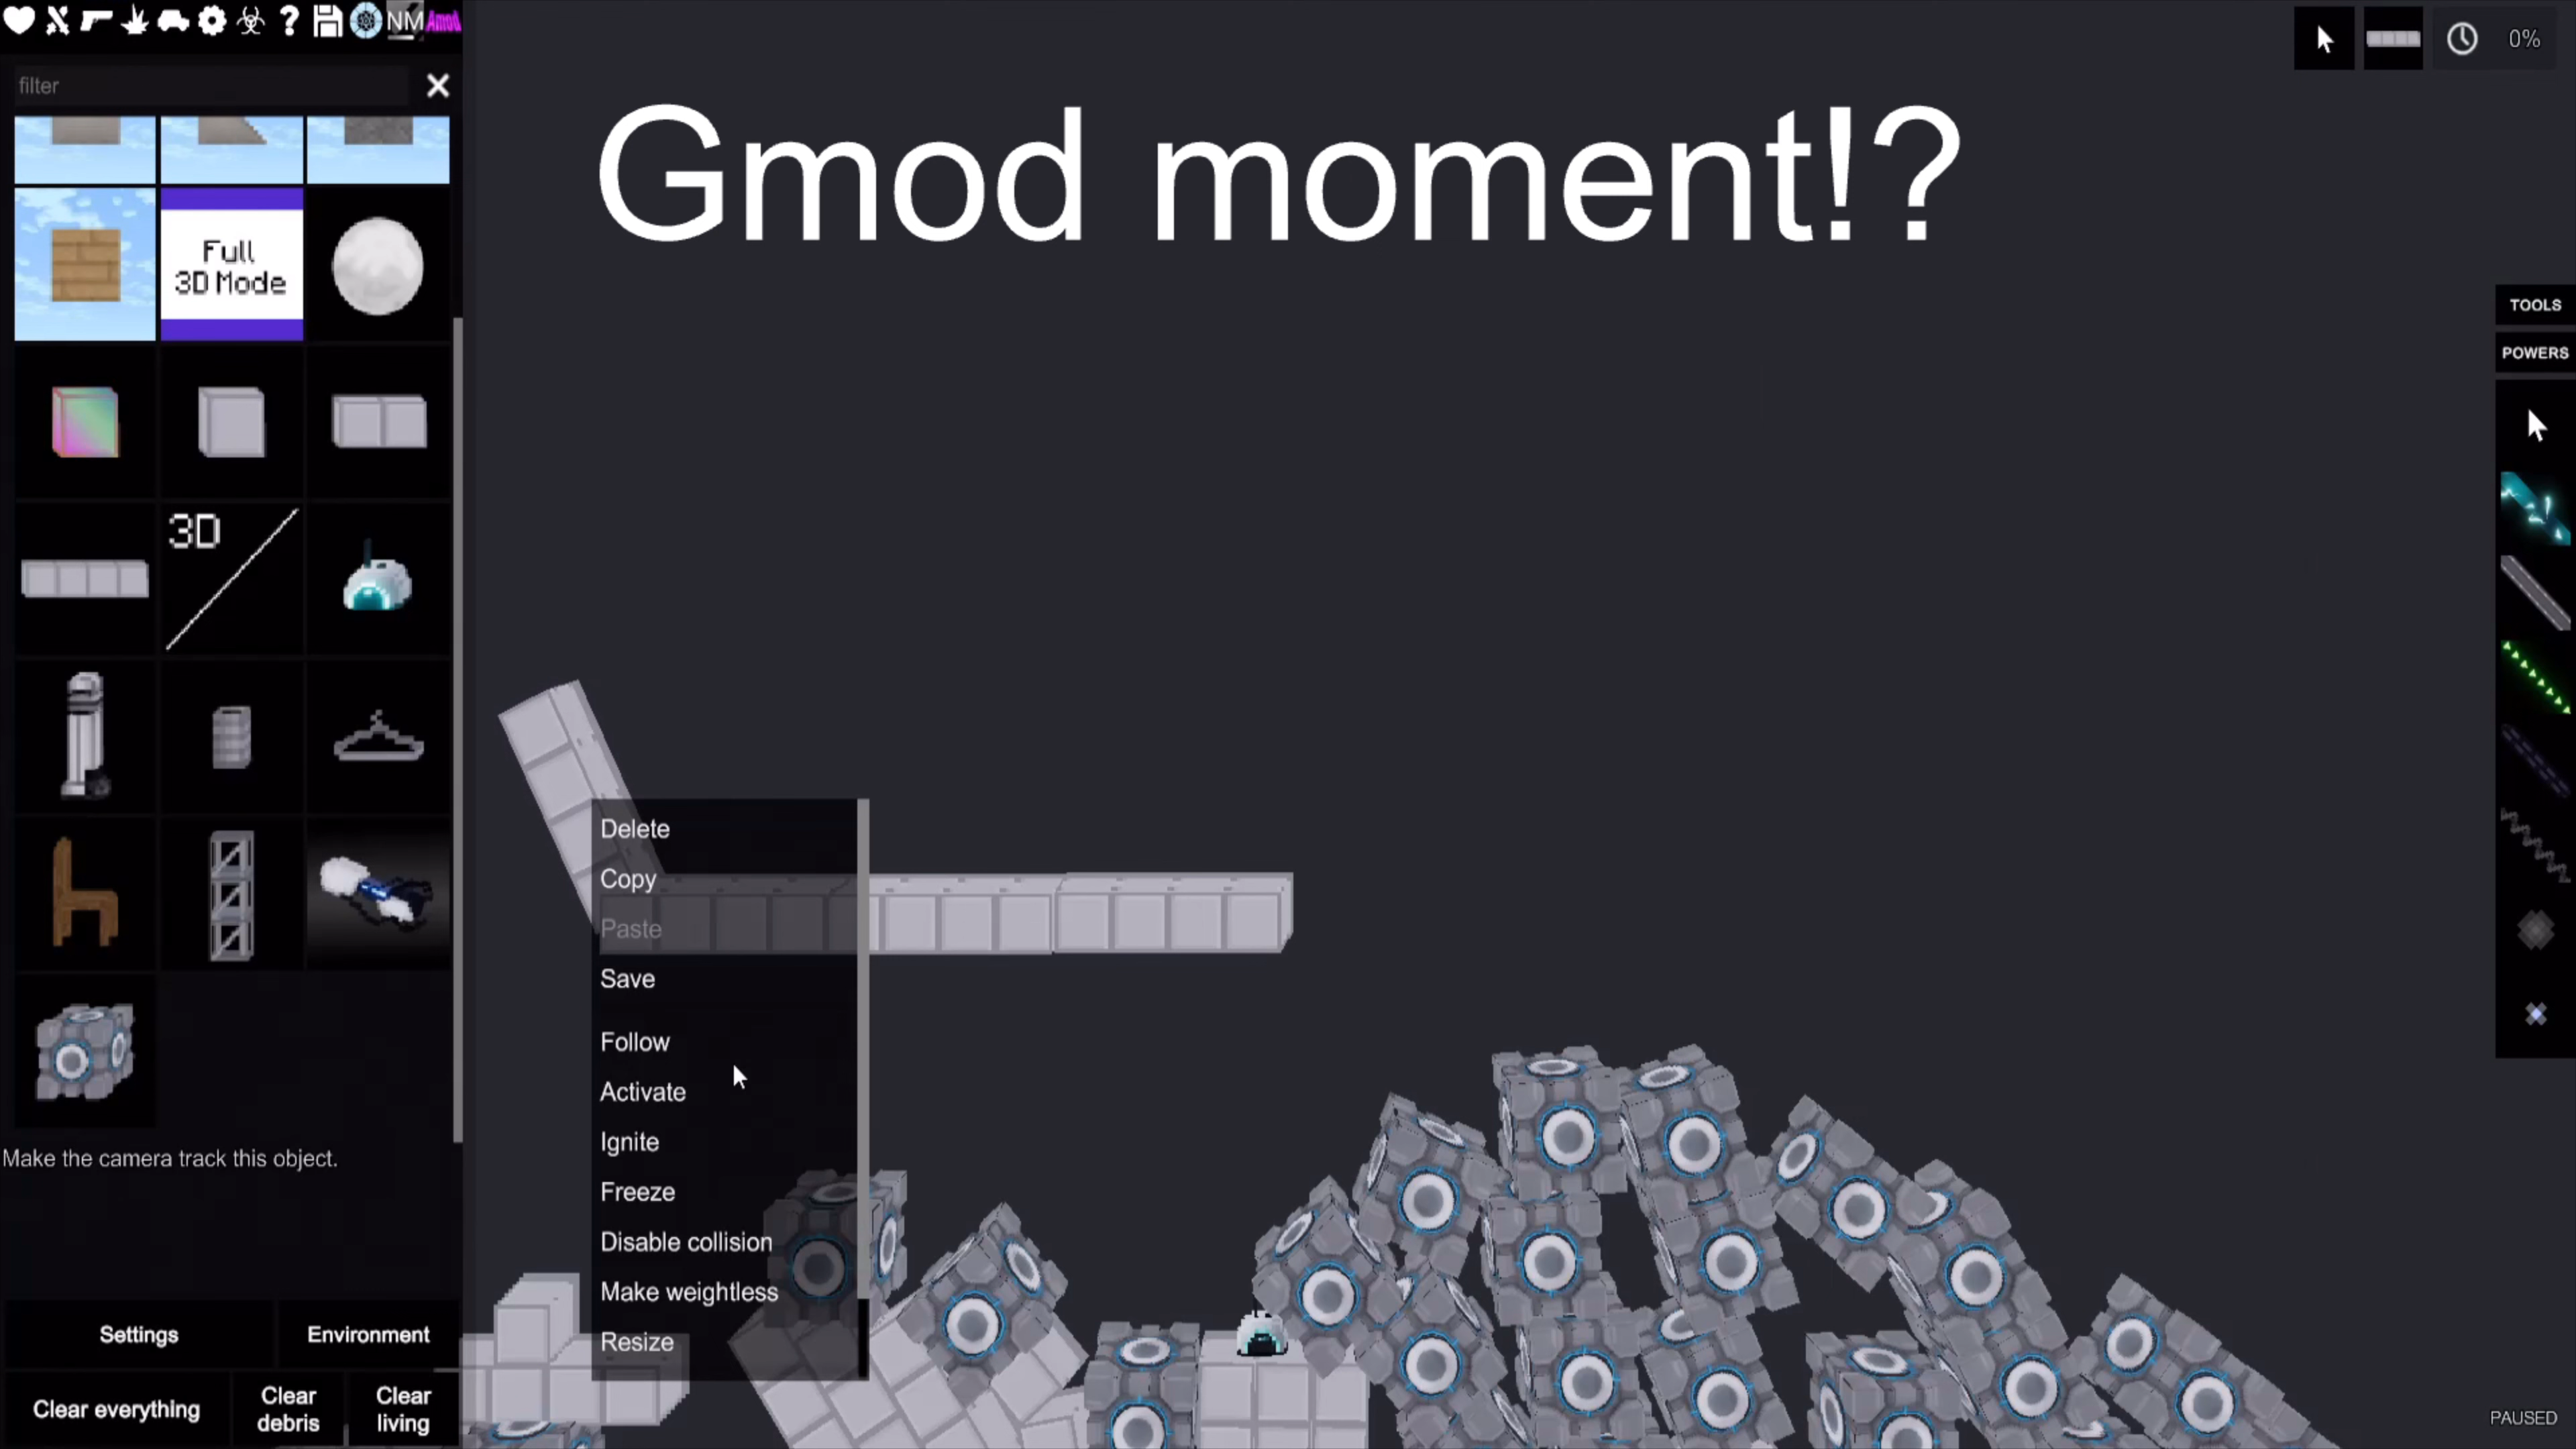 NM Amod
filter
0%
Gmod moment!?
TOOLS
POWERS
Full
3D Mode
3D
Delete
Copy
Paste
Save
Follow
Activate
Ignite
Freeze
Disable collision
Make weightless
Resize
Make the camera track this object.
Settings
Environment
Clear everything
Clear
debris
Clear
living
PAUSED